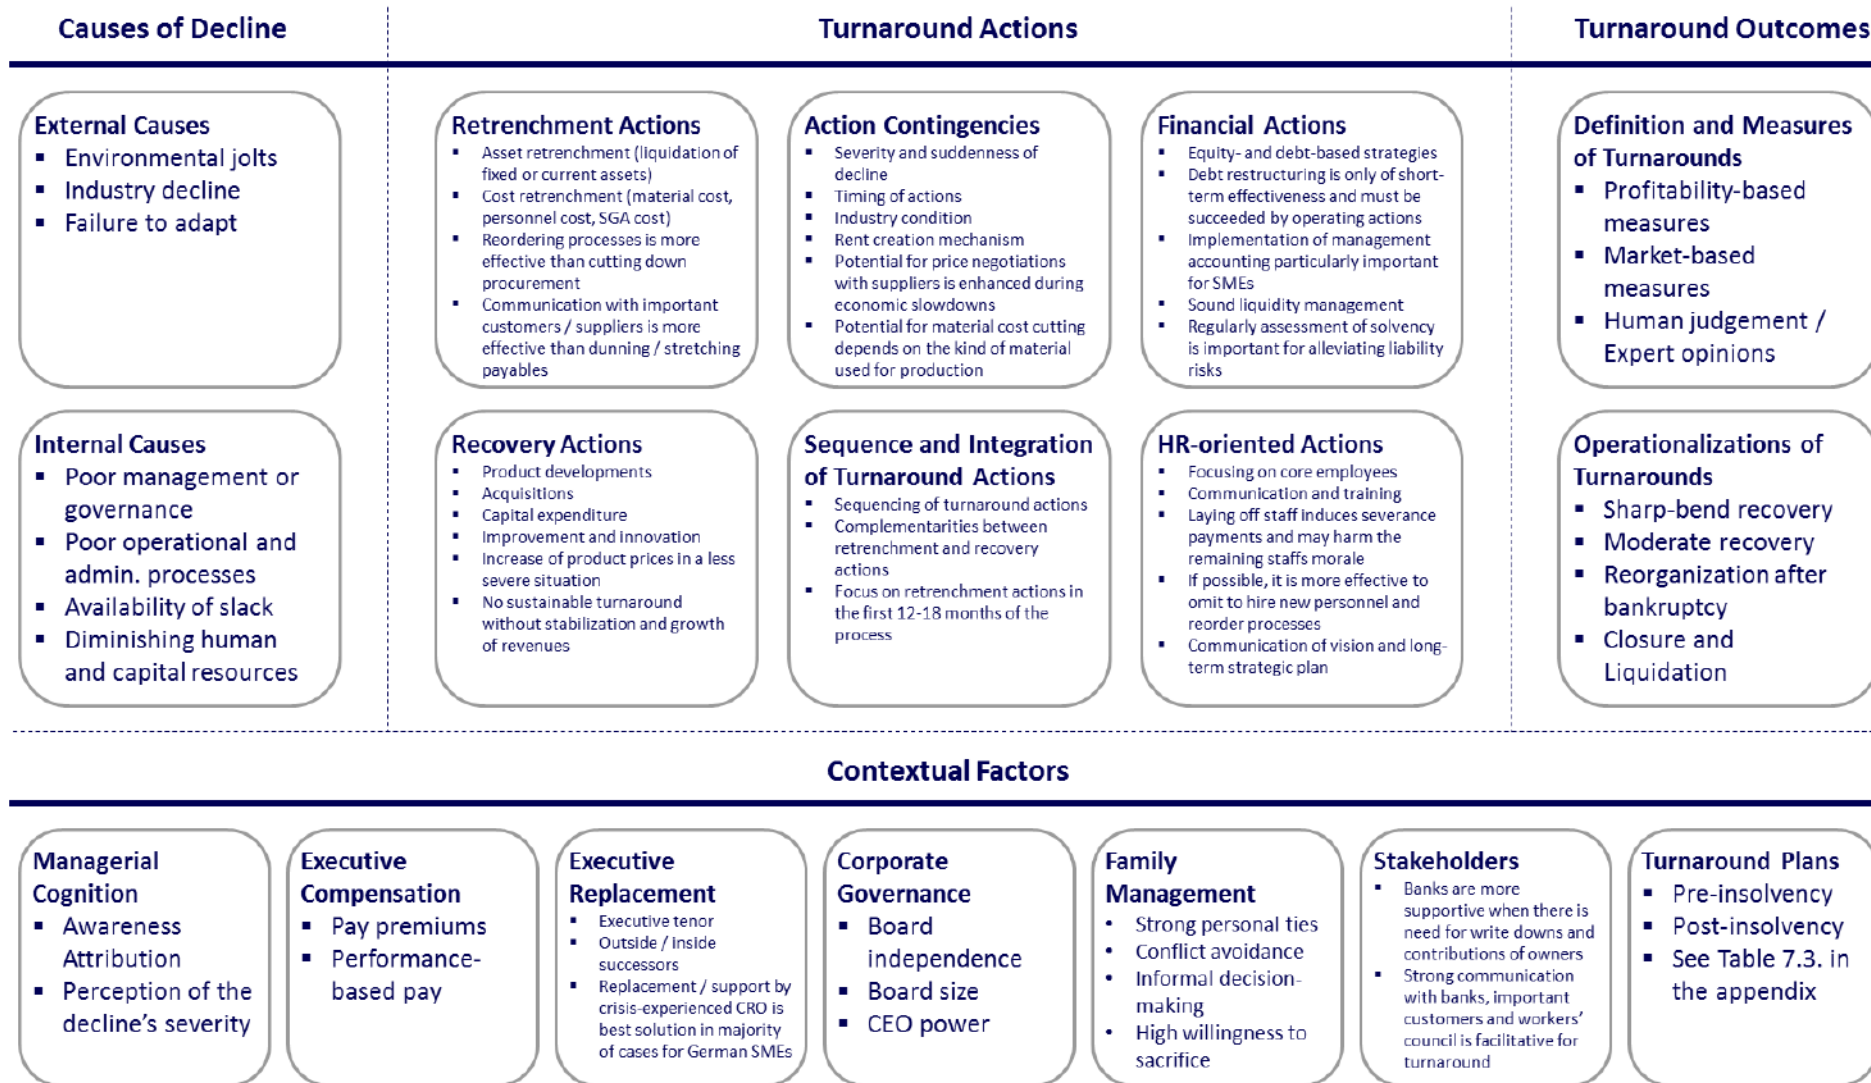 Causes of Decline
Turnaround Actions
Turnaround Outcomes
External Causes
▪ Environmental jolts
▪ Industry decline
▪ Failure to adapt
Retrenchment Actions
▪ Asset retrenchment (liquidation of
fixed or current assets)
▪ Cost retrenchment (material cost,
personnel cost, SGA cost)
▪ Reordering processes is more
effective than cutting down
procurement
▪ Communication with important
customers / suppliers is more
effective than dunning / stretching
payables
Action Contingencies
▪ Severity and suddenness of
decline
▪ Timing of actions
▪ Industry condition
▪ Rent creation mechanism
▪ Potential for price negotiations
with suppliers is enhanced during
economic slowdowns
▪ Potential for material cost cutting
depends on the kind of material
used for production
Financial Actions
▪ Equity- and debt-based strategies
▪ Debt restructuring is only of short-
term effectiveness and must be
succeeded by operating actions
▪ Implementation of management
accounting particularly important
for SMEs
▪ Sound liquidity management
▪ Regularly assessment of solvency
is important for alleviating liability
risks
Definition and Measures
of Turnarounds
▪ Profitability-based
measures
▪ Market-based
measures
▪ Human judgement /
Expert opinions
Internal Causes
▪ Poor management or
governance
▪ Poor operational and
admin. processes
▪ Availability of slack
▪ Diminishing human
and capital resources
Recovery Actions
▪ Product developments
▪ Acquisitions
▪ Capital expenditure
▪ Improvement and innovation
▪ Increase of product prices in a less
severe situation
▪ No sustainable turnaround
without stabilization and growth
of revenues
Sequence and Integration
of Turnaround Actions
▪ Sequencing of turnaround actions
▪ Complementarities between
retrenchment and recovery
actions
▪ Focus on retrenchment actions in
the first 12-18 months of the
process
HR-oriented Actions
▪ Focusing on core employees
▪ Communication and training
▪ Laying off staff induces severance
payments and may harm the
remaining staffs morale
▪ If possible, it is more effective to
omit to hire new personnel and
reorder processes
▪ Communication of vision and long-
term strategic plan
Operationalizations of
Turnarounds
▪ Sharp-bend recovery
▪ Moderate recovery
▪ Reorganization after
bankruptcy
▪ Closure and
Liquidation
Contextual Factors
Managerial
Cognition
▪ Awareness
Attribution
▪ Perception of the
decline's severity
Executive
Compensation
▪ Pay premiums
▪ Performance-
based pay
Executive
Replacement
▪ Executive tenor
▪ Outside / inside
successors
▪ Replacement / support by
crisis-experienced CRO is
best solution in majority
of cases for German SMEs
Corporate
Governance
▪ Board
independence
▪ Board size
▪ CEO power
Family
Management
• Strong personal ties
• Conflict avoidance
• Informal decision-
making
• High willingness to
sacrifice
Stakeholders
▪ Banks are more
supportive when there is
need for write downs and
contributions of owners
▪ Strong communication
with banks, important
customers and workers'
council is facilitative for
turnaround
Turnaround Plans
▪ Pre-insolvency
▪ Post-insolvency
▪ See Table 7.3. in
the appendix